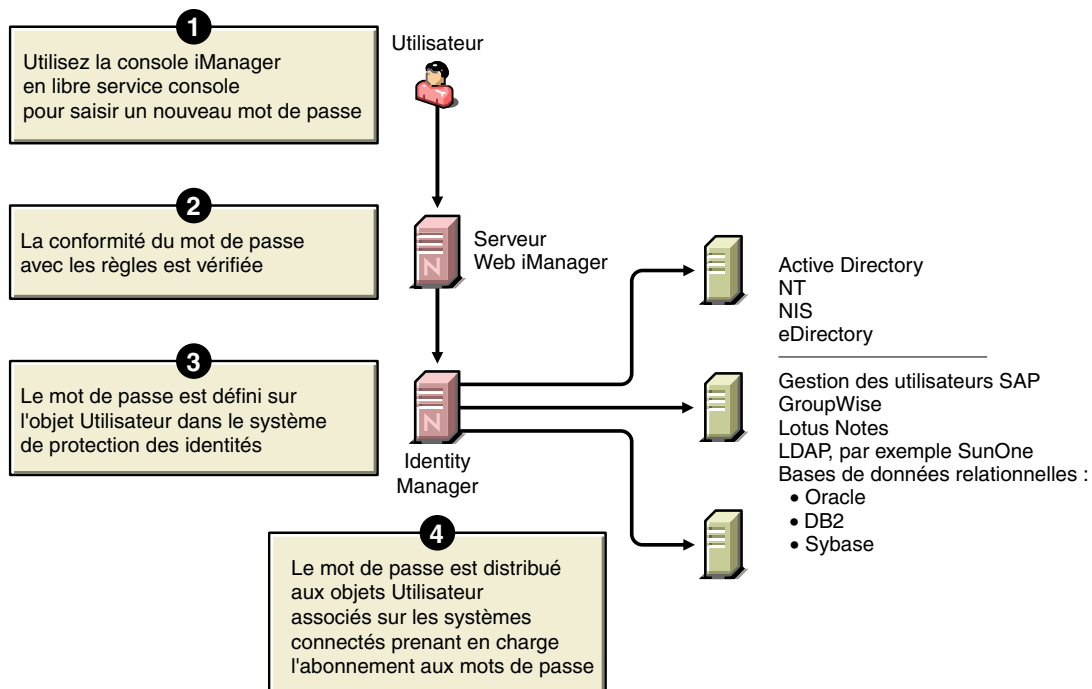 1
Utilisez la console iManager
en libre service console
pour saisir un nouveau mot de passe
Utilisateur
2
La conformité du mot de passe
avec les règles est vérifiée
Serveur
Web iManager
N
3
Le mot de passe est défini sur
l'objet Utilisateur dans le système
de protection des identités
N
Identity
Manager
4
Le mot de passe est distribué
aux objets Utilisateur
associés sur les systèmes
connectés prenant en charge
l'abonnement aux mots de passe
Active Directory
NT
NIS
eDirectory
Gestion des utilisateurs SAP
GroupWise
Lotus Notes
LDAP, par exemple SunOne
Bases de données relationnelles :
• Oracle
• DB2
• Sybase